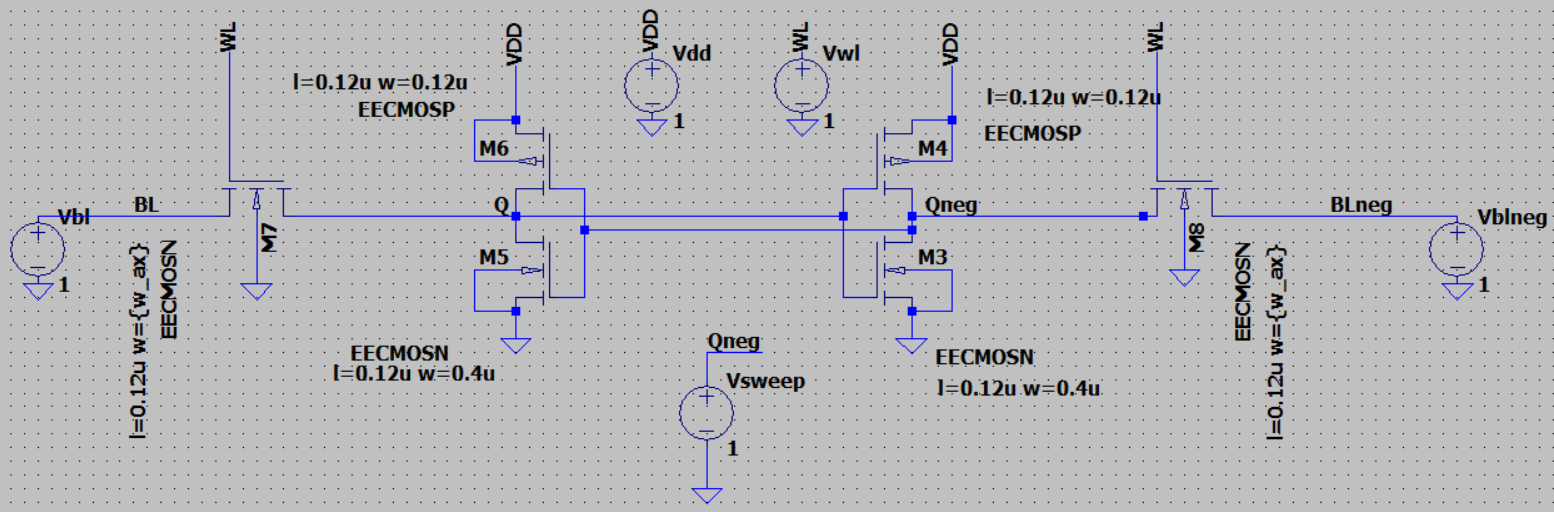 WL
VDD
VDD
Vdd
WL
Vwl
VDD
WL
l=0.12u w=0.12u
EECMOSP
1
1
l=0.12u w=0.12u
EECMOSP
M6
M4
Vbl
BL
Q
Qneg
BLneg
Vblneg
M7
M8
M5
M3
1
1
l=0.12u w={w_ax}
EECMOSN
EECMOSN
l=0.12u w={w_ax}
EECMOSN
l=0.12u w=0.4u
Qneg
EECMOSN
l=0.12u w=0.4u
Vsweep
1